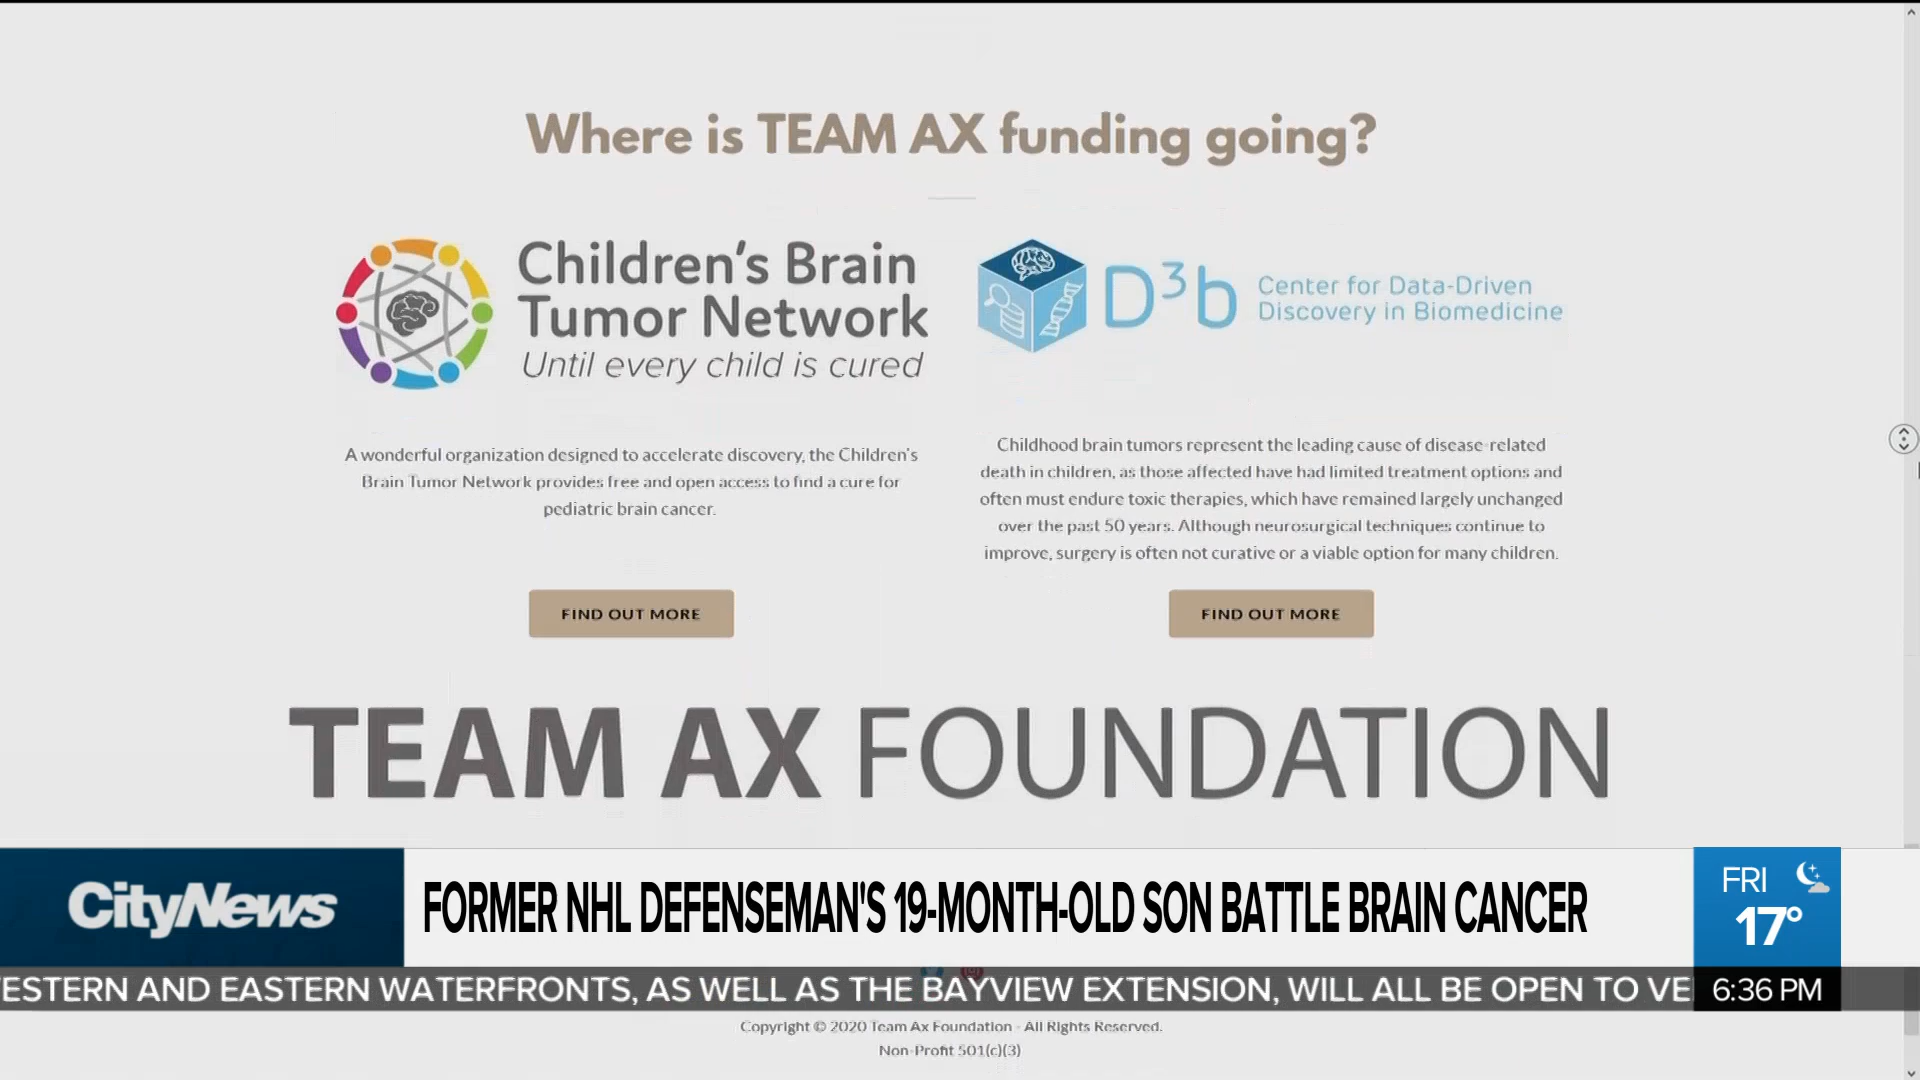 Where is TEAM AX funding going?
Children's Brain
Tumor Network
Until every child is cured
D3b
Center for Data-Driven
Discovery in Biomedicine
A wonderful organization designed to accelerate discovery, the Children's
Brain Tumor Network provides free and open access to find a cure for
pediatric brain cancer.
Childhood brain tumors represent the leading cause of disease-related
death in children, as those affected have had limited treatment options and
often must endure toxic therapies, which have remained largely unchanged
over the past 50 years. Although neurosurgical techniques continue to
improve, surgery is often not curative or a viable option for many children.
FIND OUT MORE
FIND OUT MORE
TEAM AX FOUNDATION
CityNews
FORMER NHL DEFENSEMAN'S 19-MONTH-OLD SON BATTLE BRAIN CANCER
FRI
17°
ESTERN AND EASTERN WATERFRONTS, AS WELL AS THE BAYVIEW EXTENSION, WILL ALL BE OPEN TO VE
6:36 PM
Copyright © 2020 Team Ax Foundation - All Rights Reserved.
Non-Profit 501(c)(3)